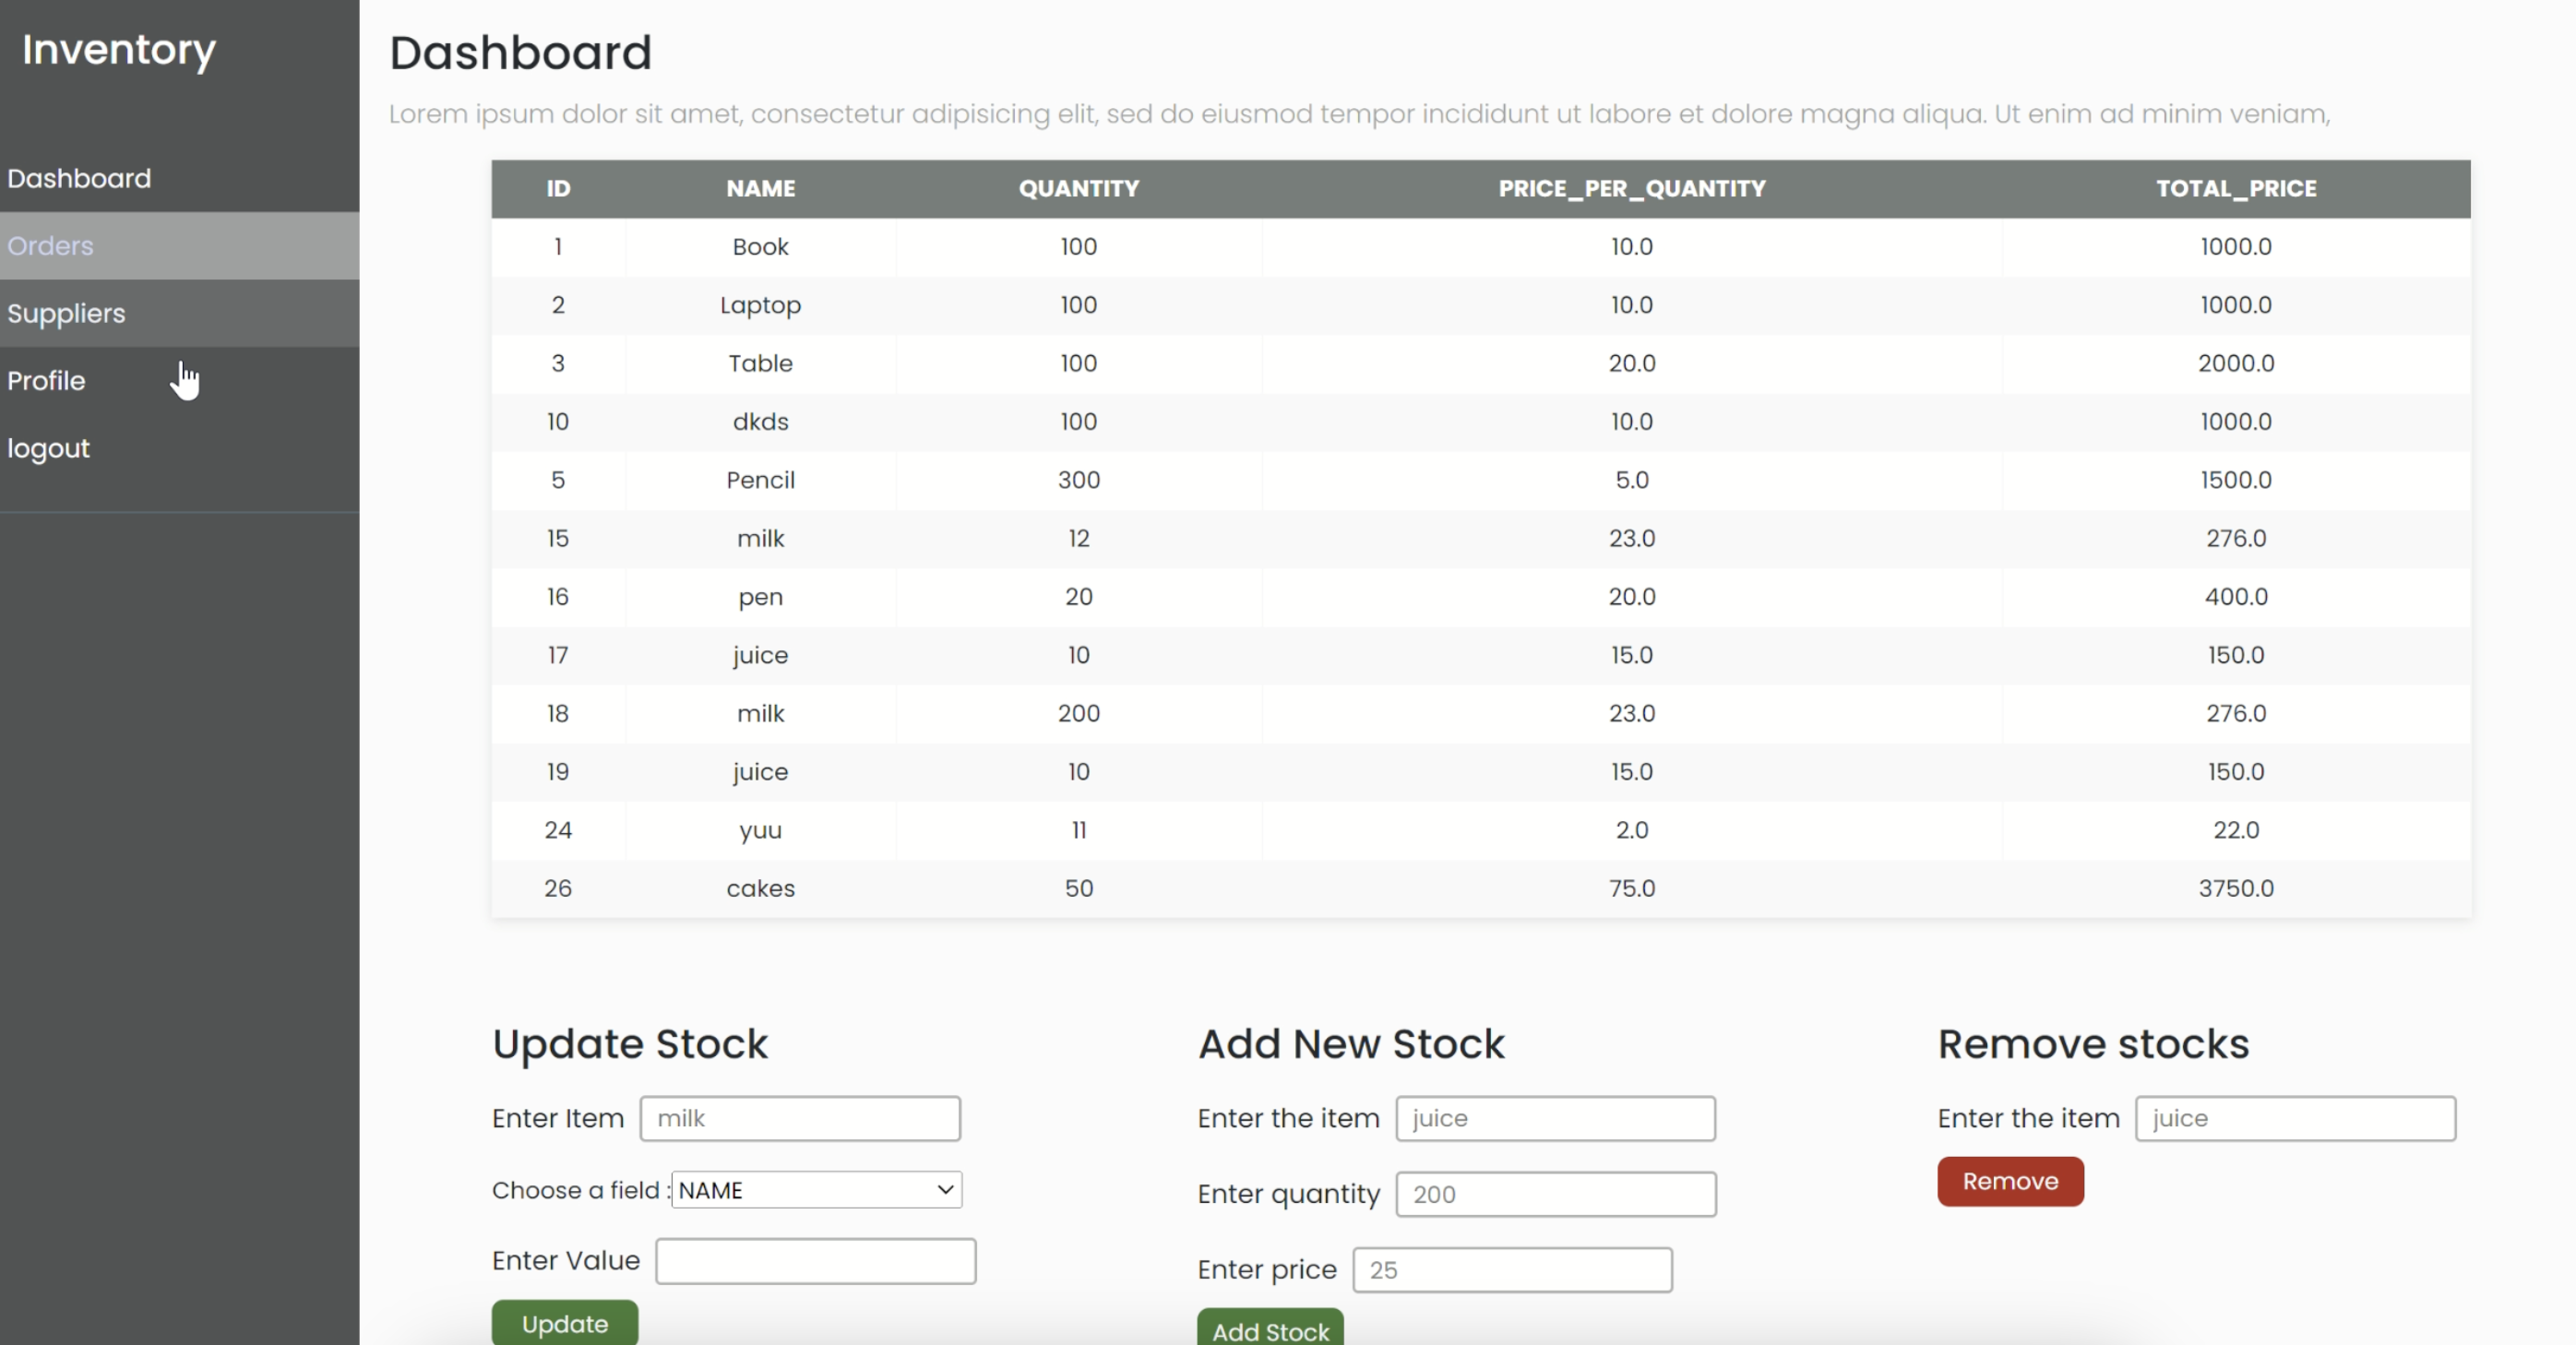 Inventory
Dashboard
Orders
Suppliers
Profile
logout
Dashboard
Lorem ipsum dolor sit amet, consectetur adipisicing elit, sed do eiusmod tempor incididunt ut labore et dolore magna aliqua. Ut enim ad minim veniam,
ID NAME QUANTITY PRICE_PER_QUANTITY TOTAL_PRICE
1 Book 100 10.0 1000.0
2 Laptop 100 10.0 1000.0
3 Table 100 20.0 2000.0
10 dkds 100 10.0 1000.0
5 Pencil 300 5.0 1500.0
15 milk 12 23.0 276.0
16 pen 20 20.0 400.0
17 juice 10 15.0 150.0
18 milk 200 23.0 276.0
19 juice 10 15.0 150.0
24 yuu 11 2.0 22.0
26 cakes 50 75.0 3750.0
Update Stock
Enter Item milk
Choose a field : NAME
Enter Value
Update
Add New Stock
Enter the item juice
Enter quantity 200
Enter price 25
Add Stock
Remove stocks
Enter the item juice
Remove